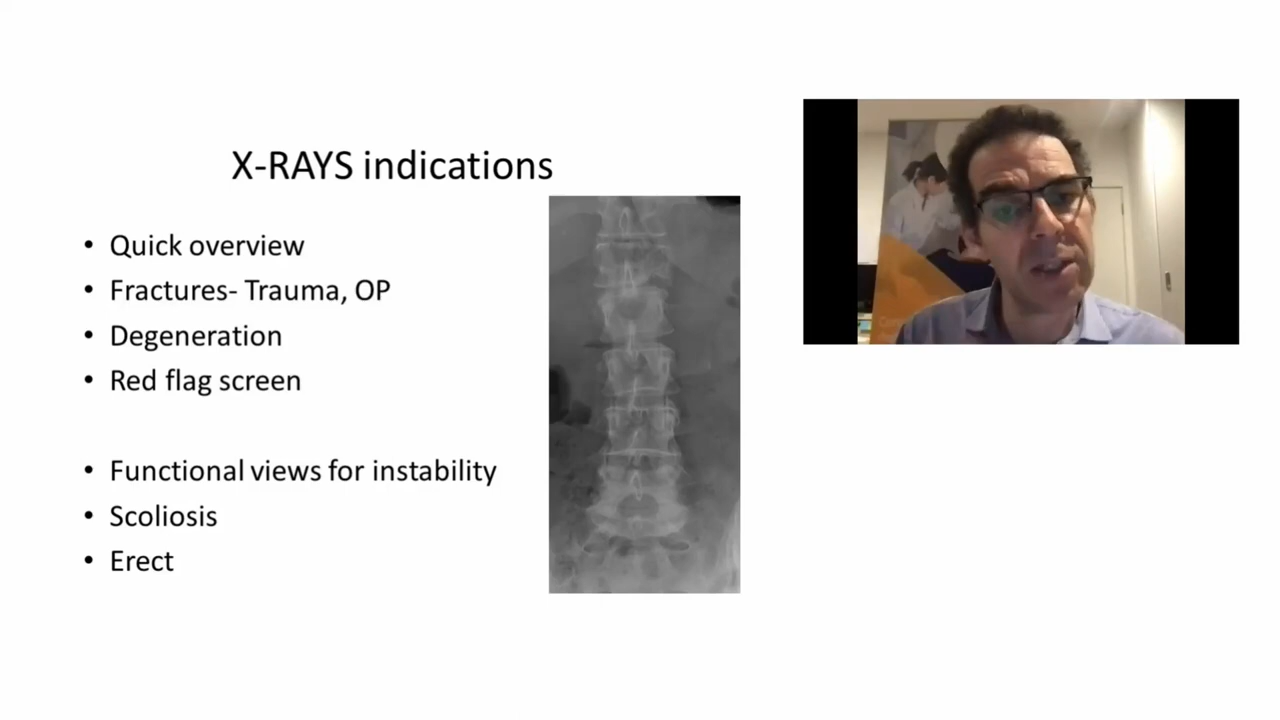 X-RAYS indications
• Quick overview
• Fractures- Trauma, OP
• Degeneration
• Red flag screen
• Functional views for instability
• Scoliosis
• Erect